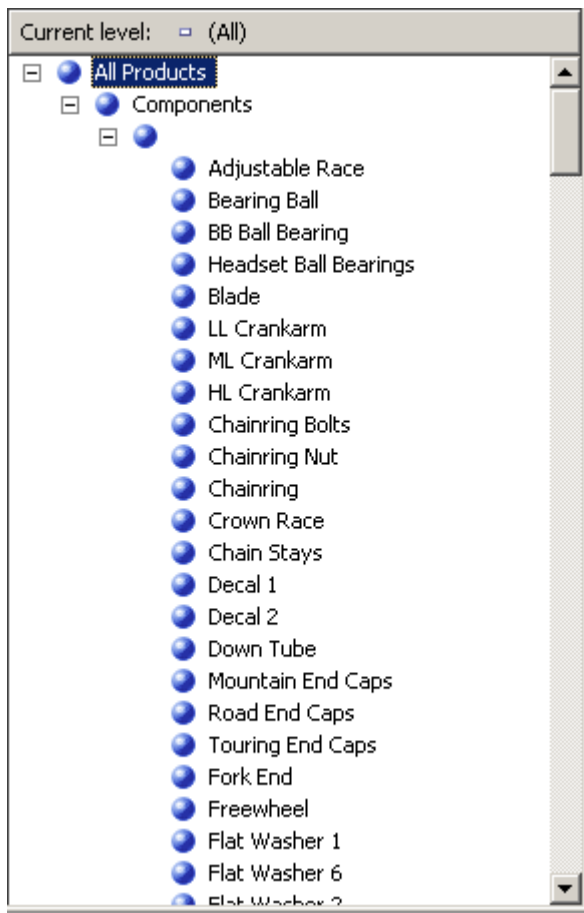 Current level: (All)
All Products
Components
Adjustable Race
Bearing Ball
BB Ball Bearing
Headset Ball Bearings
Blade
LL Crankarm
ML Crankarm
HL Crankarm
Chainring Bolts
Chainring Nut
Chainring
Crown Race
Chain Stays
Decal 1
Decal 2
Down Tube
Mountain End Caps
Road End Caps
Touring End Caps
Fork End
Freewheel
Flat Washer 1
Flat Washer 6
Flat Washer